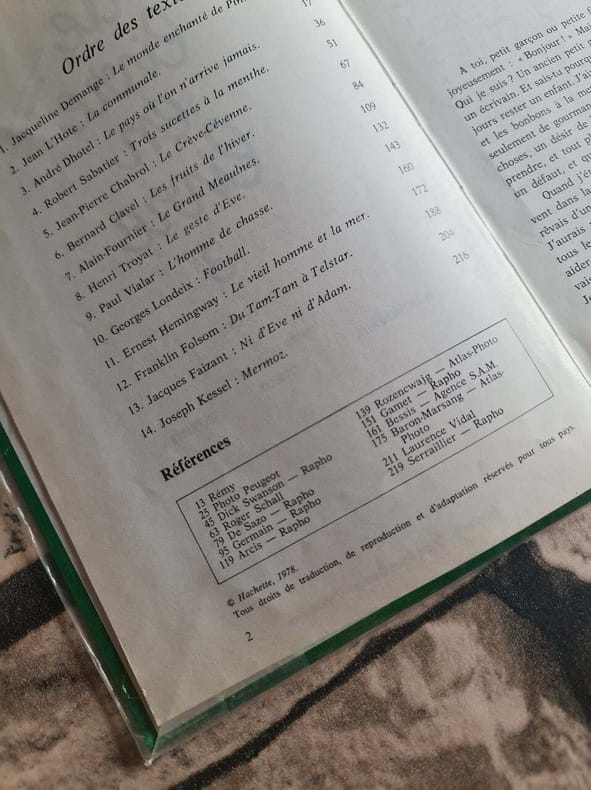 Ordre des text
1. Jacqueline Demange : Le monde enchanté de
2. Jean L'Hote : La communale. 17
3. André Dhotel : Le pays où l'on n'arrive jamais. 36
4. Robert Sabatier : Trois sucettes à la menthe. 51
5. Jean-Pierre Chabrol : Le Crève-Cévenne. 67
6. Bernard Clavel : Les fruits de l'hiver. 84
7. Alain-Fournier : Le Grand Meaulnes. 109
8. Henri Troyat : Le geste d'Eve. 132
9. Paul Vialar : L'homme de chasse. 143
10. Georges Londeix : Football. 160
11. Ernest Hemingway : Le vieil homme et la mer. 172
12. Franklin Folsom : Du Tam-Tam à Telstar. 188
13. Jacques Faizant : Ni d'Eve ni d'Adam. 204
14. Joseph Kessel : Mermoz. 216
Références
13 Rémy
25 Photo Peugeot
45 Dick Swanson — Rapho
63 Roger Schall
79 De Sazo — Rapho
95 Germain — Rapho
119 Arcis — Rapho
139 Rozencwajg — Atlas-Photo
151 Gamet — Rapho
161 Bessis — Agence S.A.M.
175 Baron-Marsang — Atlas-
Photo
211 Laurence Vidal
219 Serraillier — Rapho
© Hachette, 1978.
Tous droits de traduction, de reproduction et d'adaptation réservés pour tous pays.
2
A toi, petit garçon ou petite
joyeusement : « Bonjour! »
Qui je suis? Un ancien petit
un écrivain. Et sais-tu pourq
jours rester un enfant. J'ai
et les bonbons à la me
seulement de gourman
choses, un désir de
prendre, et tout p
un défaut, et qu
Quand j'é
vent dans la
rêvais d'un
J'aurais
tous le
aider
vais